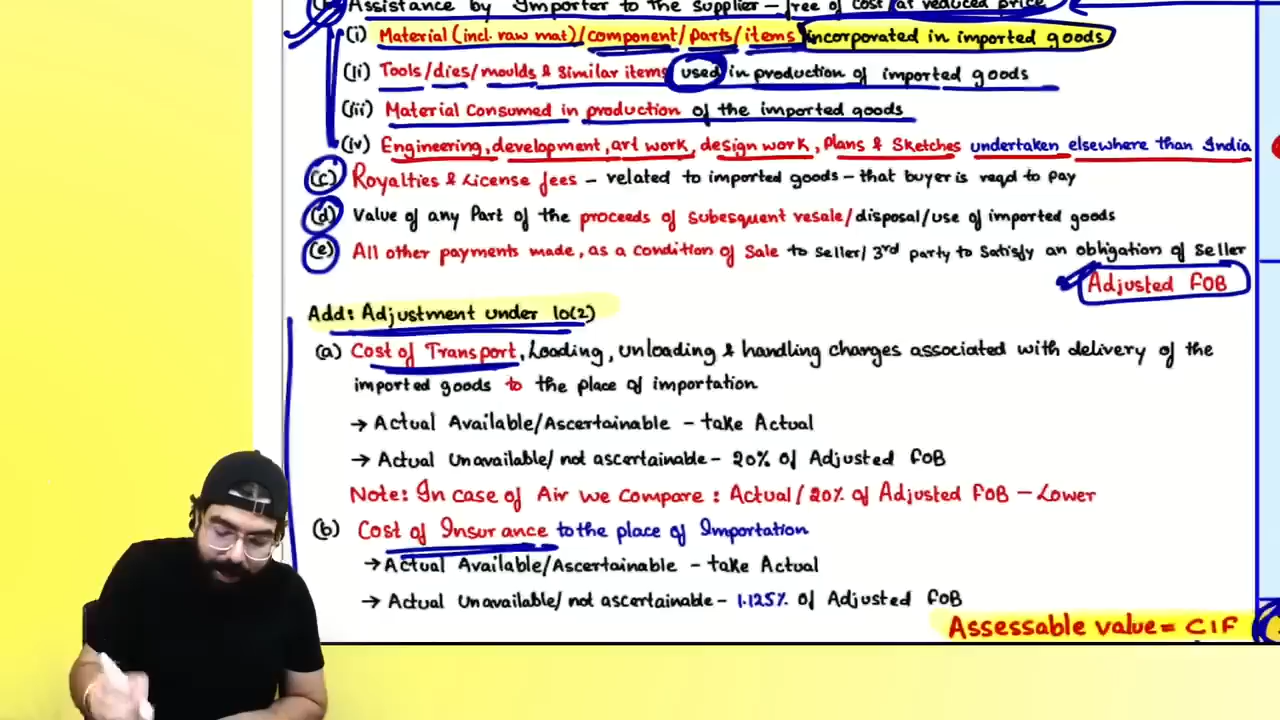 Assistance by Importer to the supplier – free of cost/at reduced price
(i) Material (incl. raw mat)/component/parts/items incorporated in imported goods
(ii) Tools/dies/moulds & Similar items used in production of imported goods
(iii) Material Consumed in production of the imported goods
(iv) Engineering, development, art work, design work, Plans & Sketches undertaken elsewhere than India
(c) Royalties & License fees – related to imported goods – that buyer is reqd to pay
(d) Value of any Part of the proceeds of subesquent resale/disposal/use of imported goods
(e) All other payments made, as a condition of Sale to seller/3rd party to Satisfy an obligation of seller
Adjusted FOB
Add: Adjustment under 10(2)
(a) Cost of Transport, Loading, unloading & handling charges associated with delivery of the
imported goods to the place of importation
→ Actual Available/Ascertainable – take Actual
→ Actual Unavailable/not ascertainable – 20% of Adjusted FOB
Note: In case of Air we Compare : Actual/20% of Adjusted FOB – Lower
(b) Cost of Insurance to the place of Importation
→ Actual Available/Ascertainable – take Actual
→ Actual Unavailable/not ascertainable – 1.125% of Adjusted FOB
Assessable value = CIF